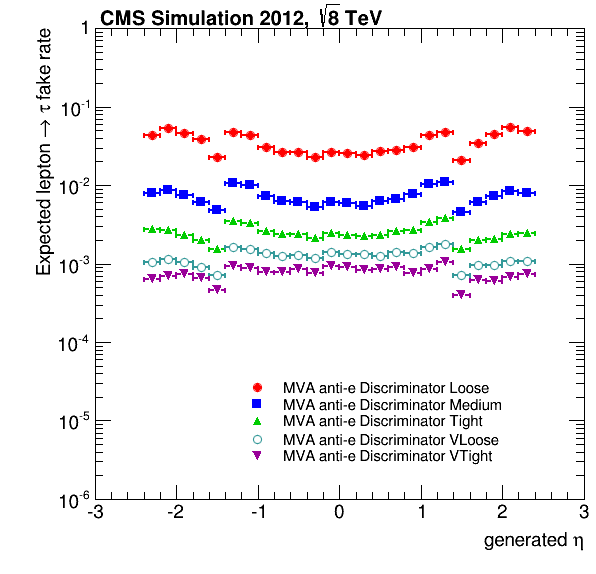 CMS Simulation 2012, √8 TeV
Expected lepton → τ fake rate
1
10⁻¹
10⁻²
10⁻³
10⁻⁴
10⁻⁵
10⁻⁶
MVA anti-e Discriminator Loose
MVA anti-e Discriminator Medium
MVA anti-e Discriminator Tight
MVA anti-e Discriminator VLoose
MVA anti-e Discriminator VTight
-3 -2 -1 0 1 2 3
generated η